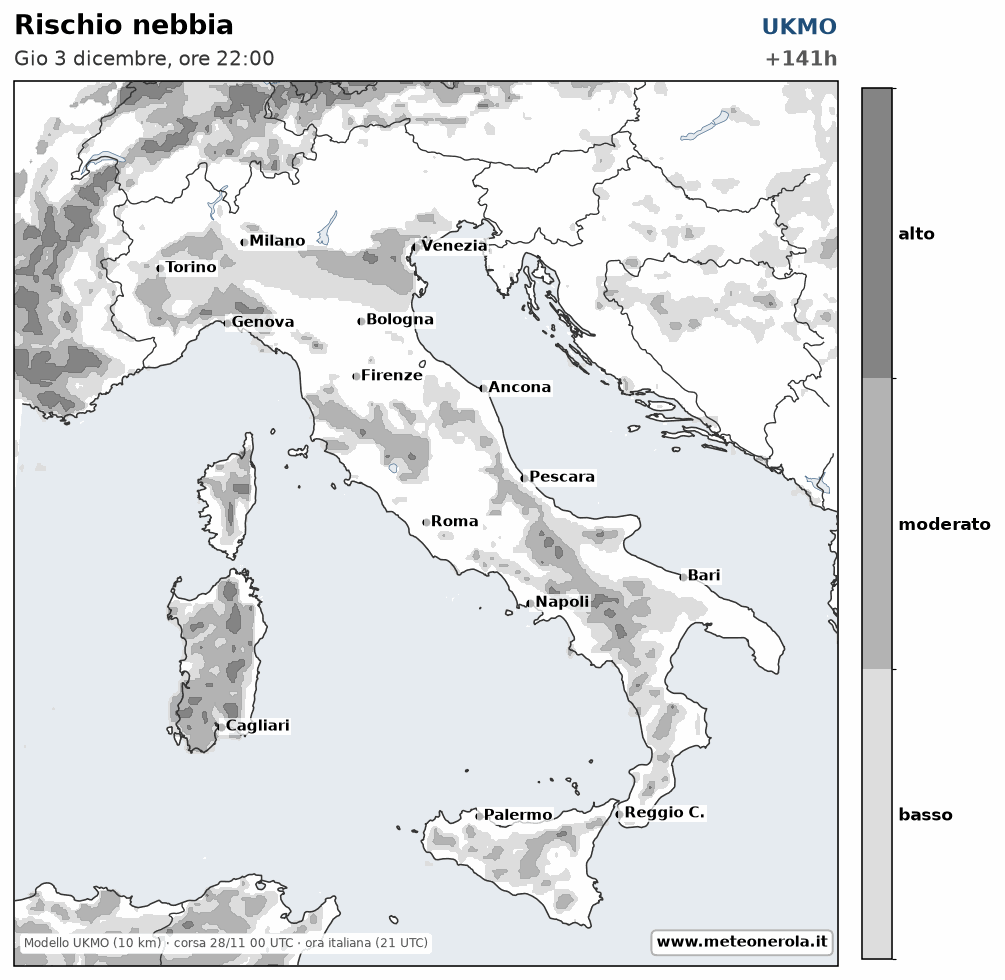 Rischio nebbia
UKMO
Gio 3 dicembre, ore 22:00
+141h
alto
Milano
Venezia
Torino
Genova
Bologna
Firenze
Ancona
Pescara
Roma
moderato
Bari
Napoli
Cagliari
Palermo
Reggio C.
basso
Modello UKMO (10 km) · corsa 28/11 00 UTC · ora italiana (21 UTC)
www.meteonerola.it